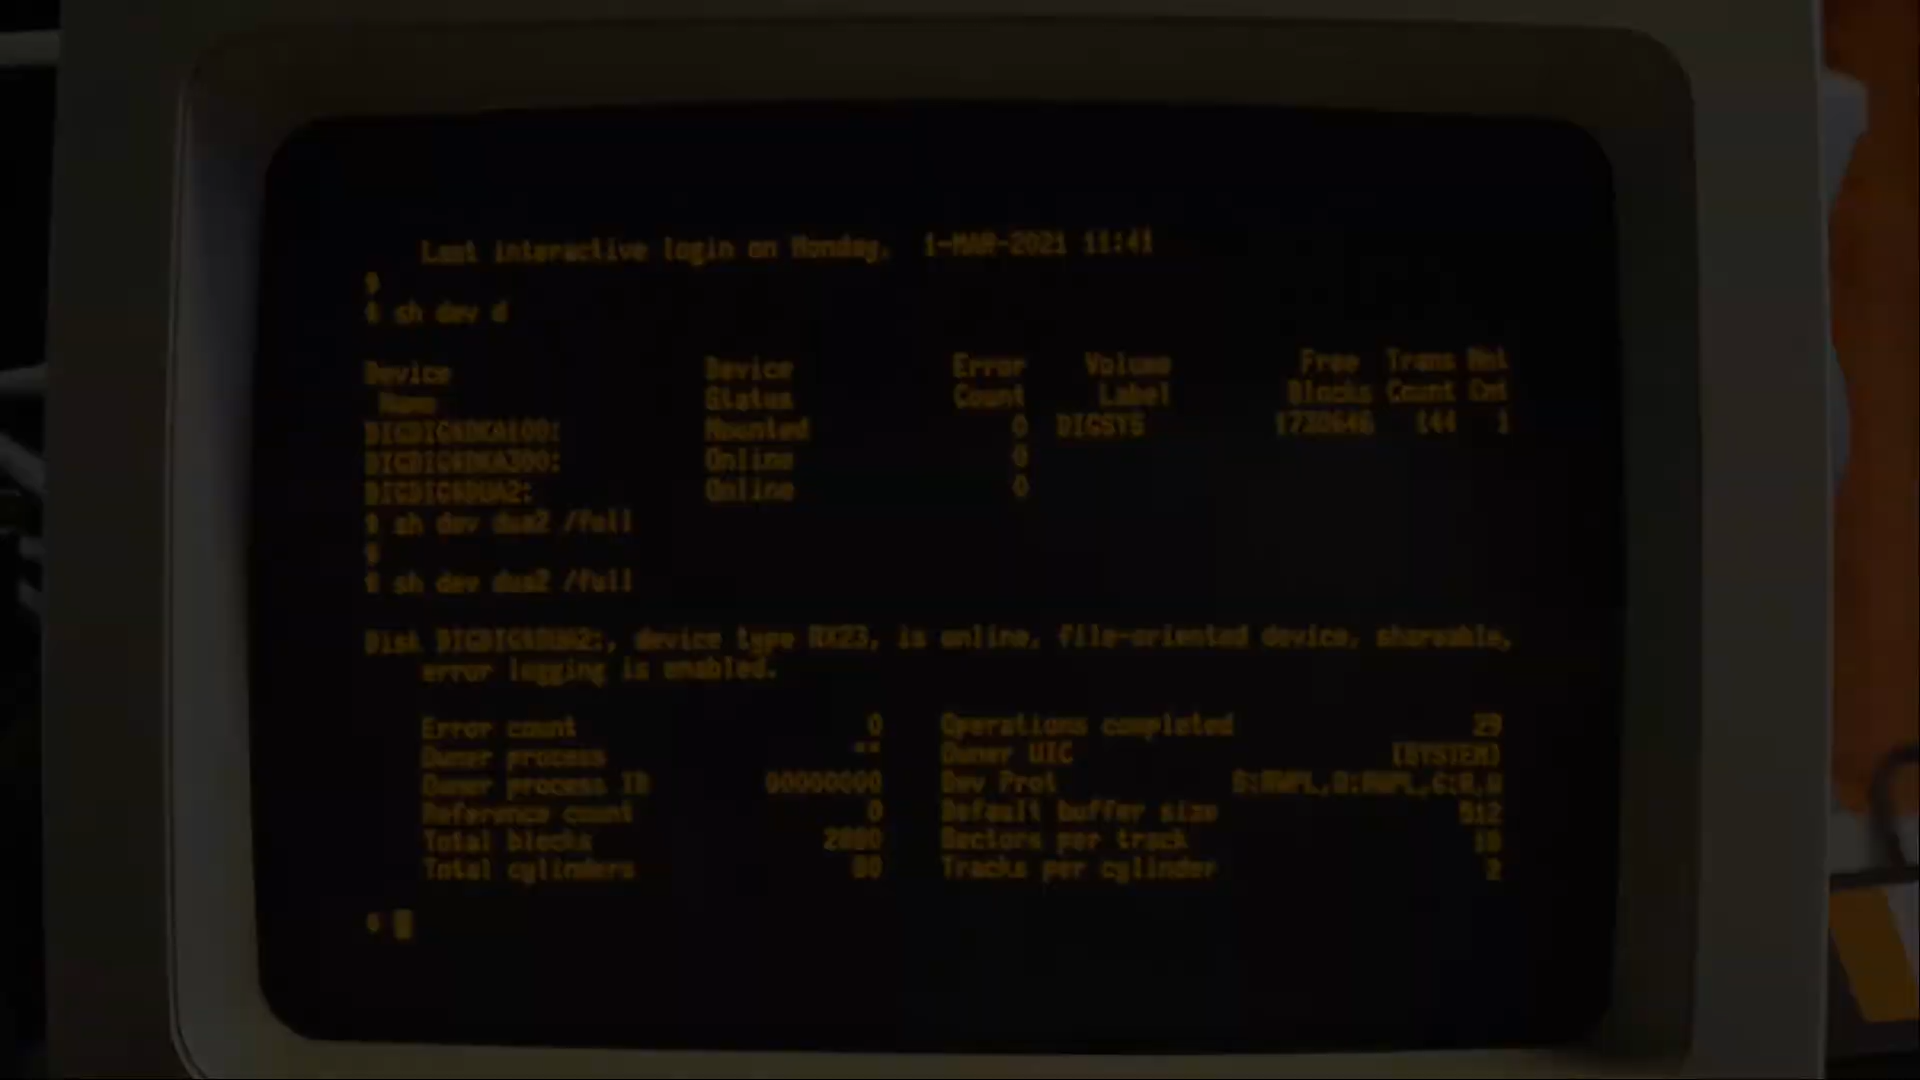 Last interactive login on Monday,  1-MAR-2021 11:41
$
$ sh dev d
Device Device Error Volume Free Trans Mnt
Name Status Count Label Blocks Count Cnt
DIGDIG$DKA100: Mounted 0 DIGSYS 1730646 144 1
DIGDIG$DKA300: Online 0
DIGDIG$DUA2: Online 0
$ sh dev dua2 /full
$
$ sh dev dua2 /full
Disk DIGDIG$DUA2:, device type RX23, is online, file-oriented device, shareable,
error logging is enabled.
Error count 0 Operations completed 29
Owner process "" Owner UIC [SYSTEM]
Owner process ID 00000000 Dev Prot S:RWPL,O:RWPL,G:R,W
Reference count 0 Default buffer size 512
Total blocks 2880 Sectors per track 18
Total cylinders 80 Tracks per cylinder 2
$